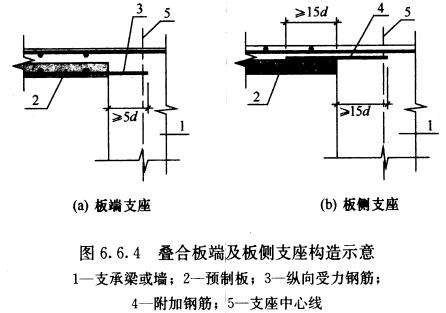 3
5
≥15d
4
5
2
≥5d
1
2
≥15d
1
(a) 板端支座
(b) 板侧支座
图 6.6.4 叠合板端及板侧支座构造示意
1—支承梁或墙；2—预制板；3—纵向受力钢筋；
4—附加钢筋；5—支座中心线